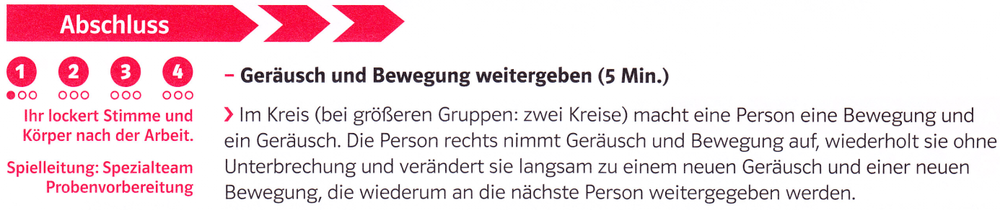 Abschluss
1 2 3 4
Ihr lockert Stimme und
Körper nach der Arbeit.
Spielleitung: Spezialteam
Probenvorbereitung
– Geräusch und Bewegung weitergeben (5 Min.)
› Im Kreis (bei größeren Gruppen: zwei Kreise) macht eine Person eine Bewegung und
ein Geräusch. Die Person rechts nimmt Geräusch und Bewegung auf, wiederholt sie ohne
Unterbrechung und verändert sie langsam zu einem neuen Geräusch und einer neuen
Bewegung, die wiederum an die nächste Person weitergegeben werden.